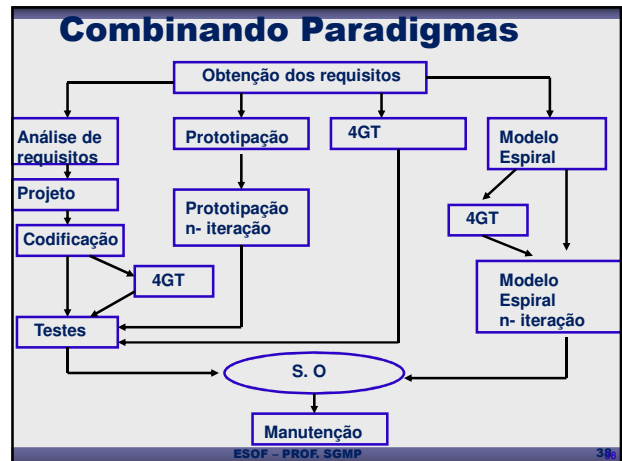 Combinando Paradigmas
Obtenção dos requisitos
Análise de
requisitos
Prototipação
4GT
Modelo
Espiral
Projeto
Prototipação
n- iteração
4GT
Codificação
4GT
Modelo
Espiral
n- iteração
Testes
S. O
Manutenção
ESOF – PROF. SGMP
38